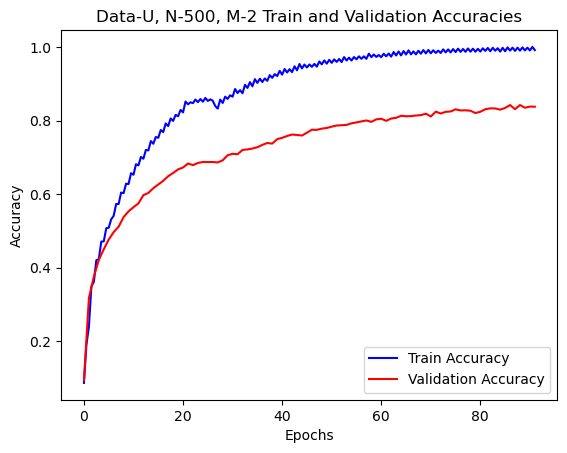 Data-U, N-500, M-2 Train and Validation Accuracies
1.0
0.8
0.6
0.4
0.2
Accuracy
0
20
40
60
80
Epochs
Train Accuracy
Validation Accuracy